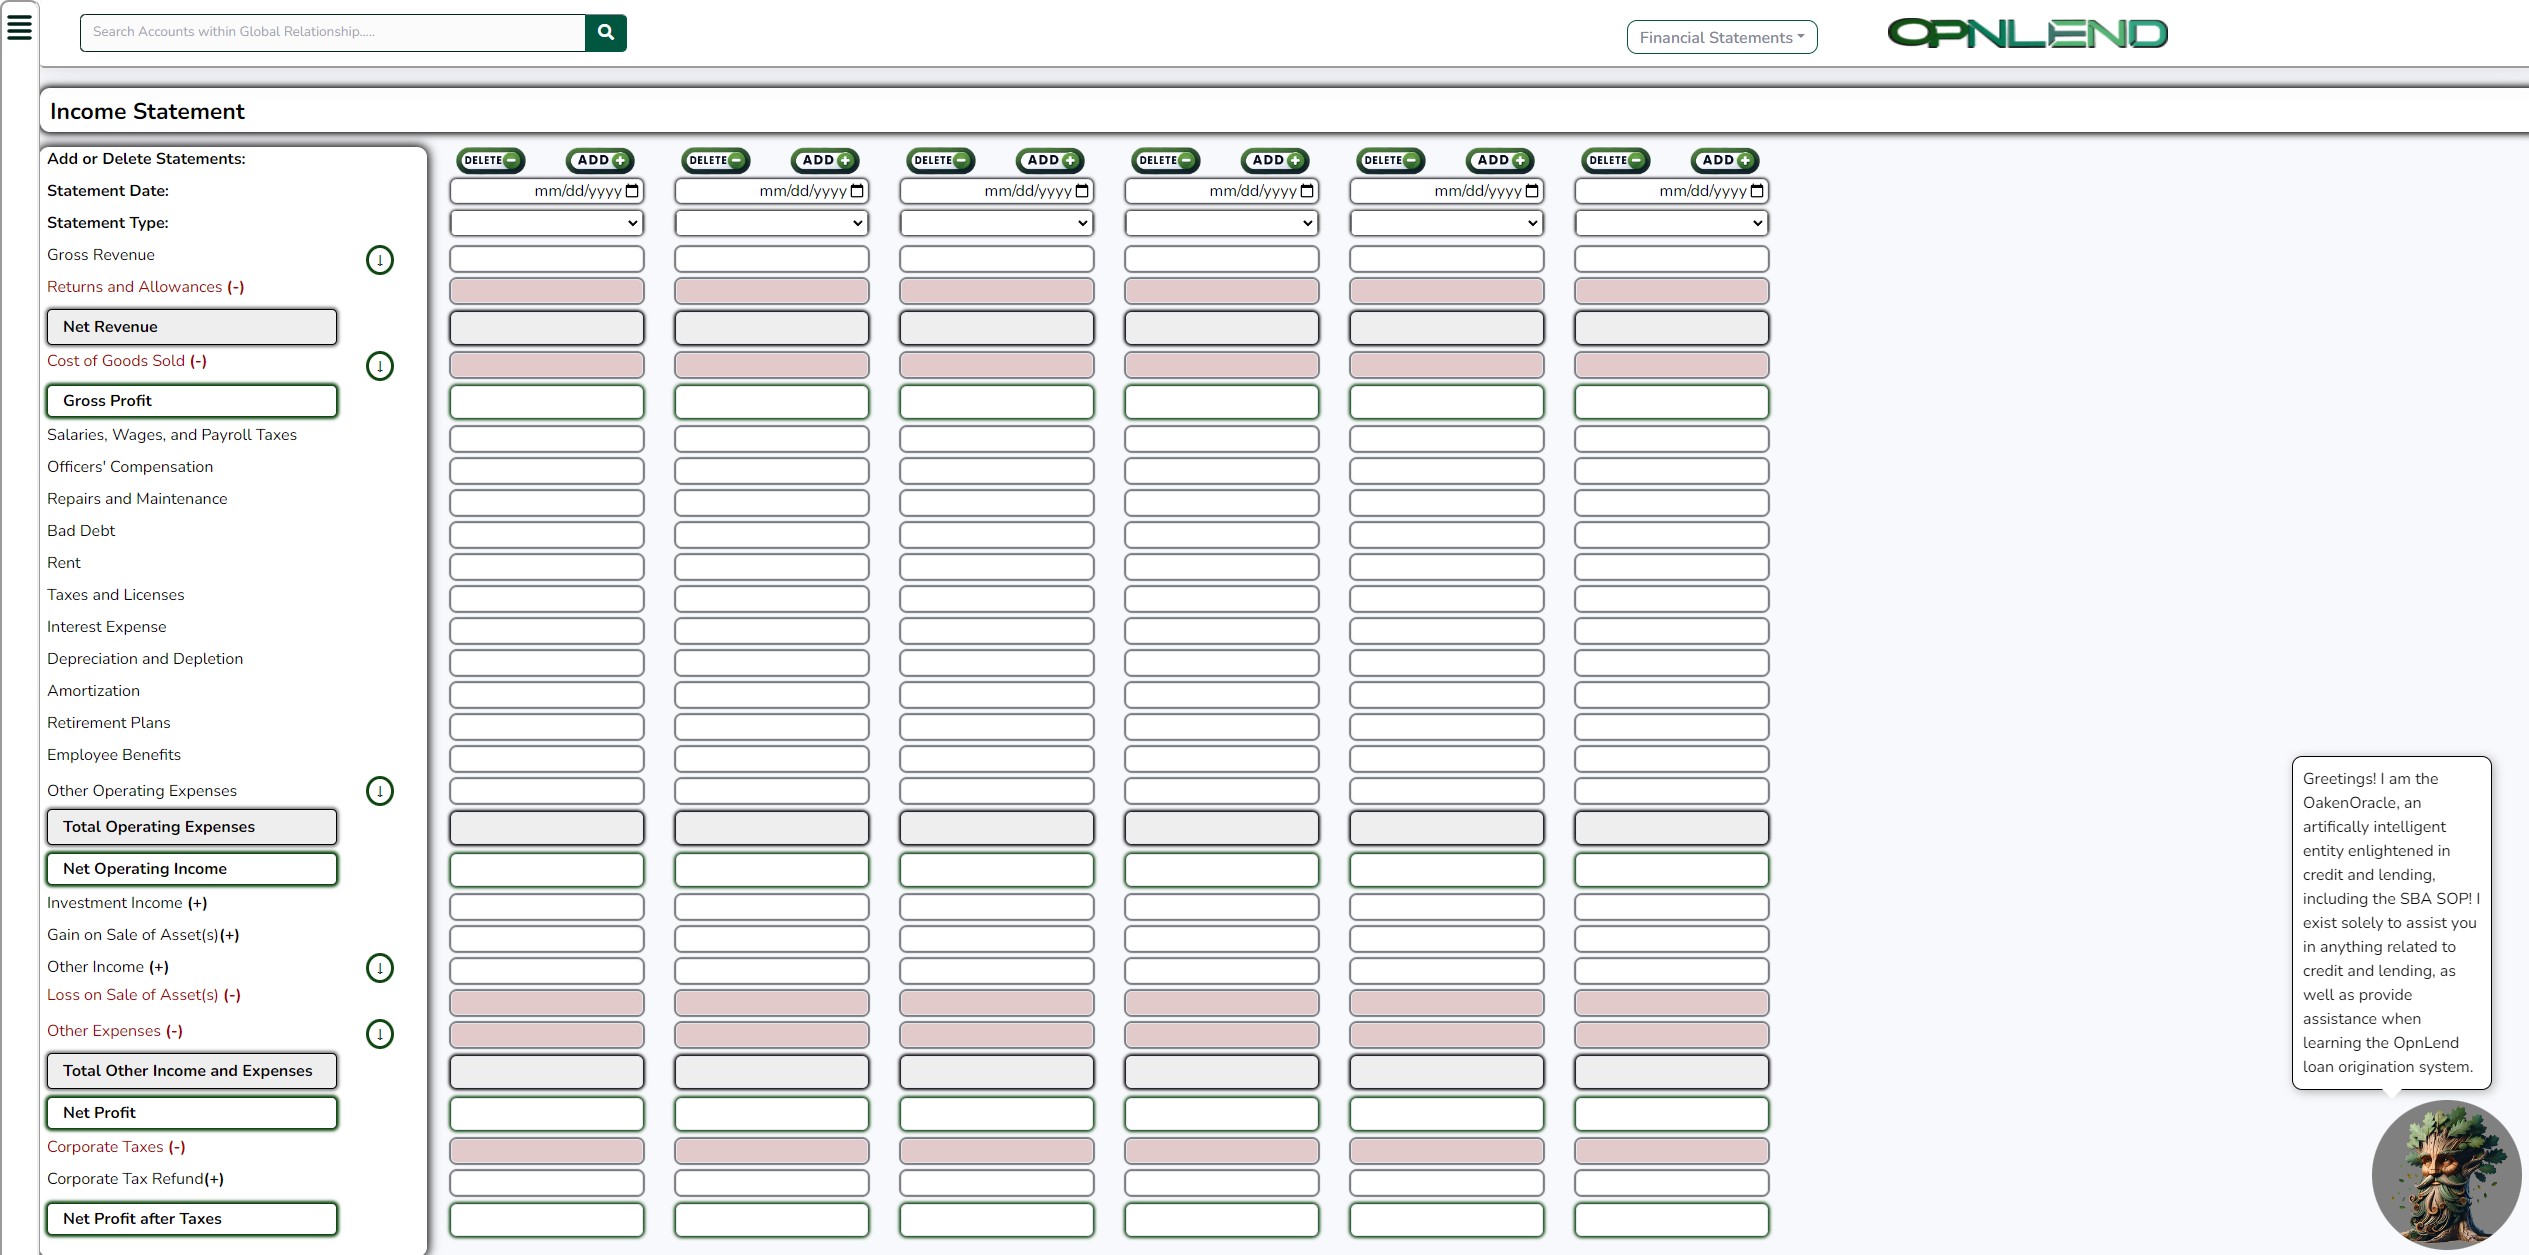 Search Accounts within Global Relationship.....
Financial Statements
OPNLEND
Income Statement
Add or Delete Statements:
DELETE ADD DELETE ADD DELETE ADD DELETE ADD DELETE ADD DELETE ADD
Statement Date:
mm/dd/yyyy mm/dd/yyyy mm/dd/yyyy mm/dd/yyyy mm/dd/yyyy mm/dd/yyyy
Statement Type:
Gross Revenue
Returns and Allowances (-)
Net Revenue
Cost of Goods Sold (-)
Gross Profit
Salaries, Wages, and Payroll Taxes
Officers' Compensation
Repairs and Maintenance
Bad Debt
Rent
Taxes and Licenses
Interest Expense
Depreciation and Depletion
Amortization
Retirement Plans
Employee Benefits
Other Operating Expenses
Total Operating Expenses
Net Operating Income
Investment Income (+)
Gain on Sale of Asset(s)(+)
Other Income (+)
Loss on Sale of Asset(s) (-)
Other Expenses (-)
Total Other Income and Expenses
Net Profit
Corporate Taxes (-)
Corporate Tax Refund(+)
Net Profit after Taxes
Greetings! I am the
OakenOracle, an
artifically intelligent
entity enlightened in
credit and lending,
including the SBA SOP! I
exist solely to assist you
in anything related to
credit and lending, as
well as provide
assistance when
learning the OpnLend
loan origination system.